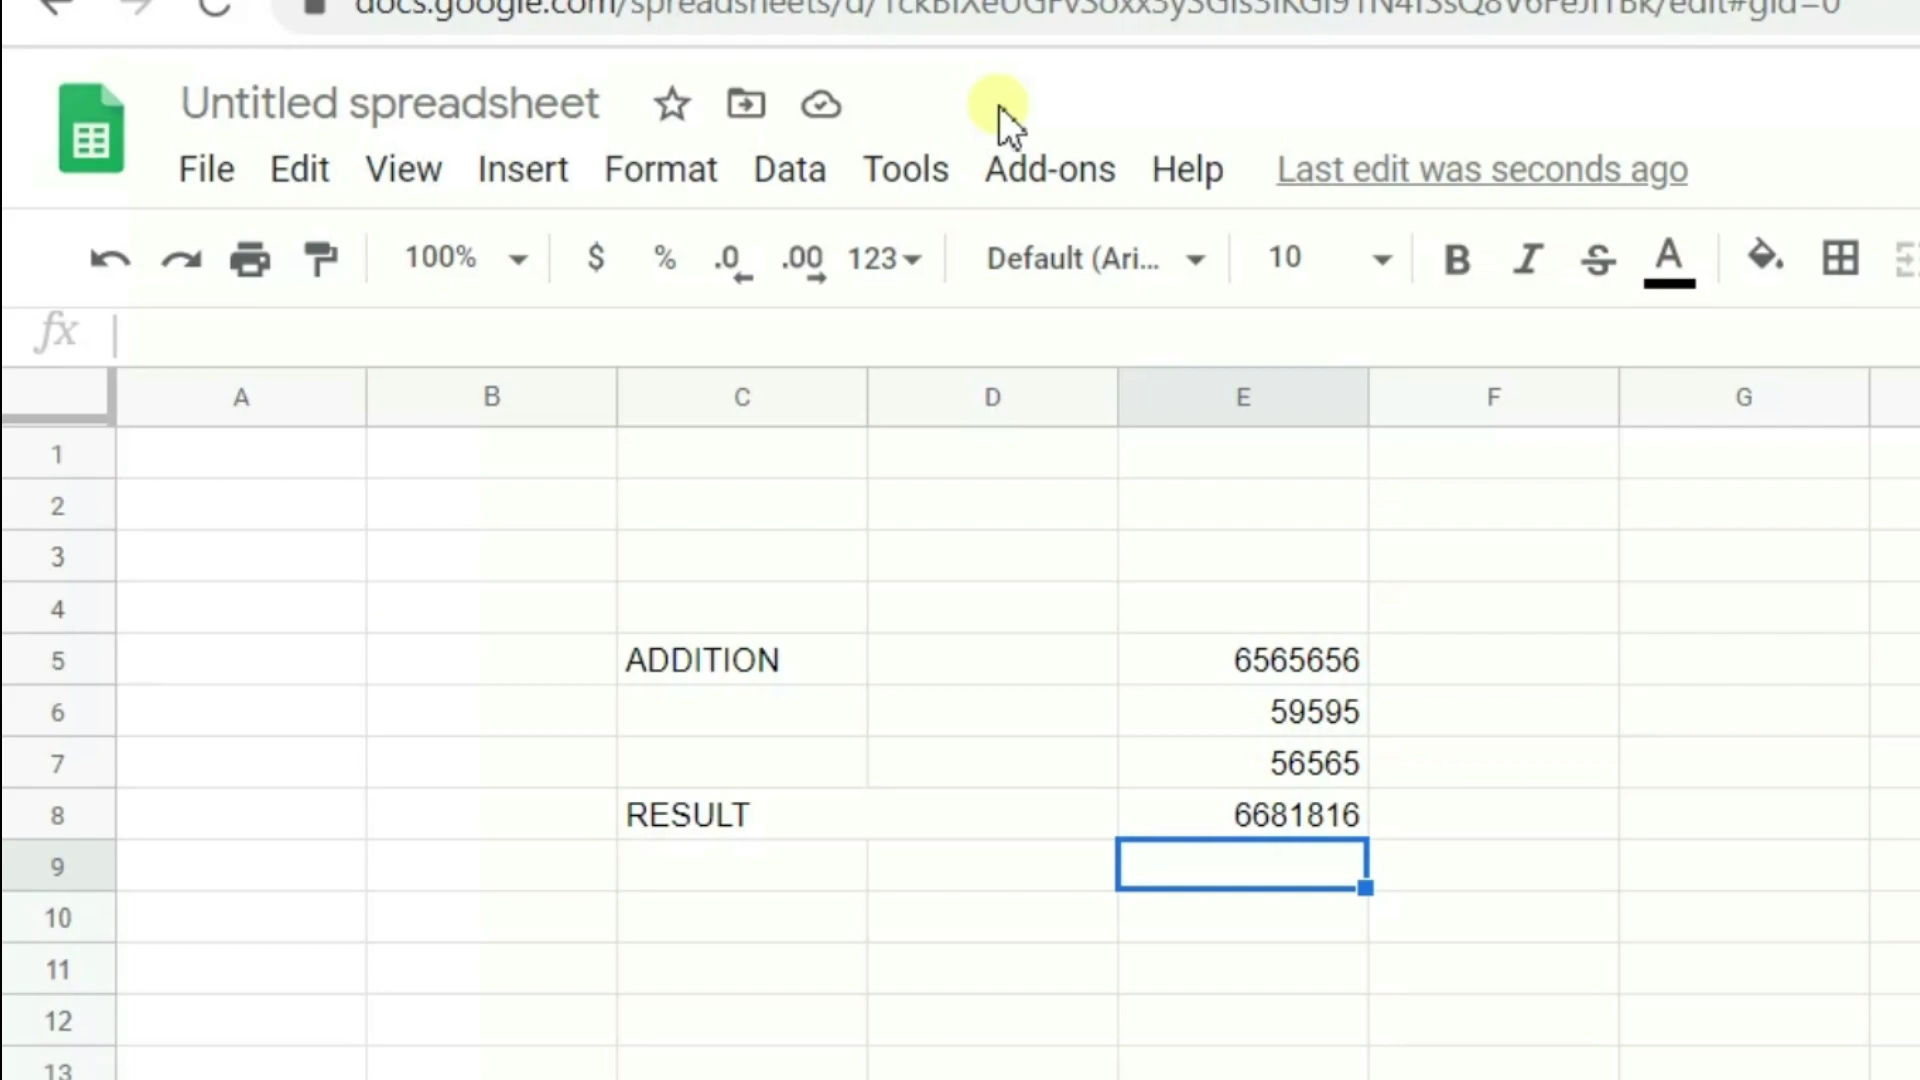 Untitled spreadsheet
File Edit View Insert Format Data Tools Add-ons Help Last edit was seconds ago
100% $ % .0 .00 123 Default (Ari... 10 B I S A
fx
A B C D E F G
1
2
3
4
5 ADDITION 6565656
6 59595
7 56565
8 RESULT 6681816
9
10
11
12
13